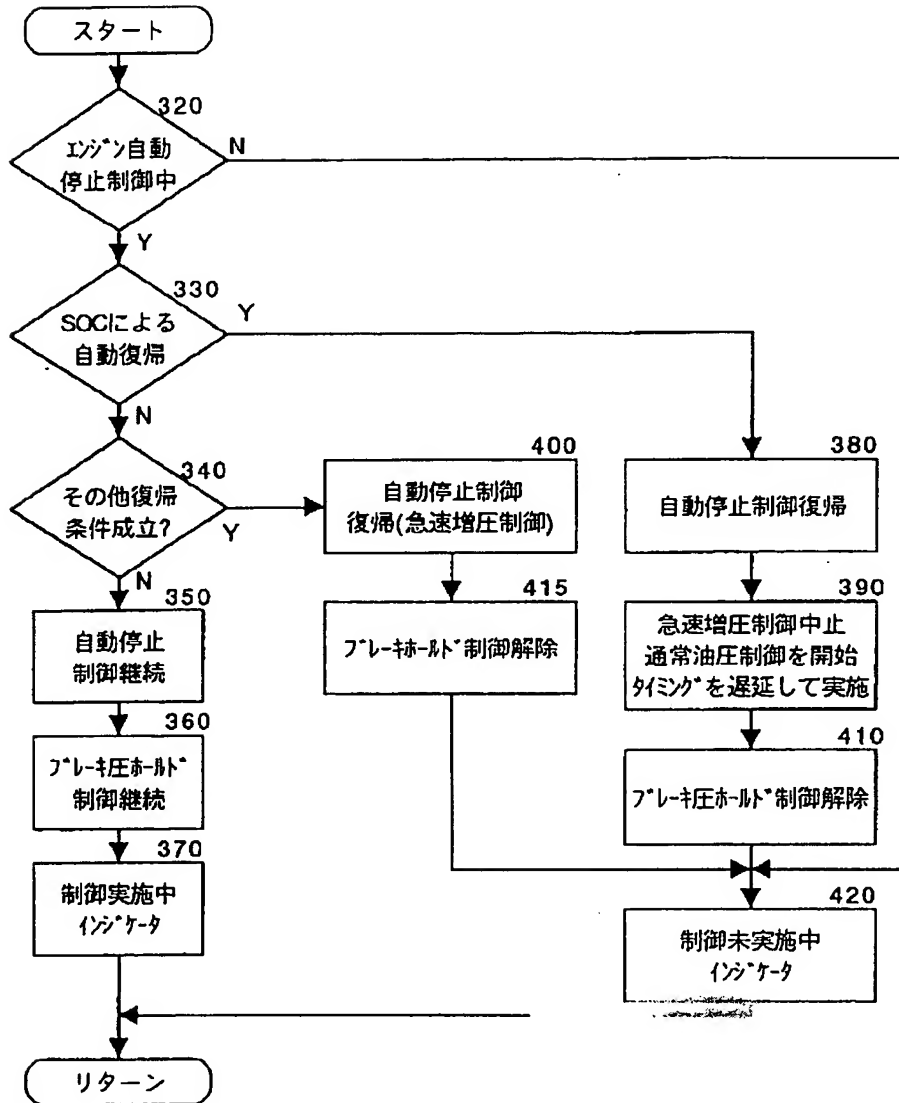 スタート
320
エンジン自動
停止制御中
N
Y
330
SOCによる
自動復帰
Y
N
340
その他復帰
条件成立?
Y
N
400
自動停止制御
復帰(急速増圧制御)
380
自動停止制御復帰
350
自動停止
制御継続
415
ブレーキホールド制御解除
390
急速増圧制御中止
通常油圧制御を開始
タイミングを遅延して実施
360
ブレーキ圧ホールド
制御継続
410
ブレーキ圧ホールド制御解除
370
制御実施中
インジケータ
420
制御未実施中
インジケータ
リターン